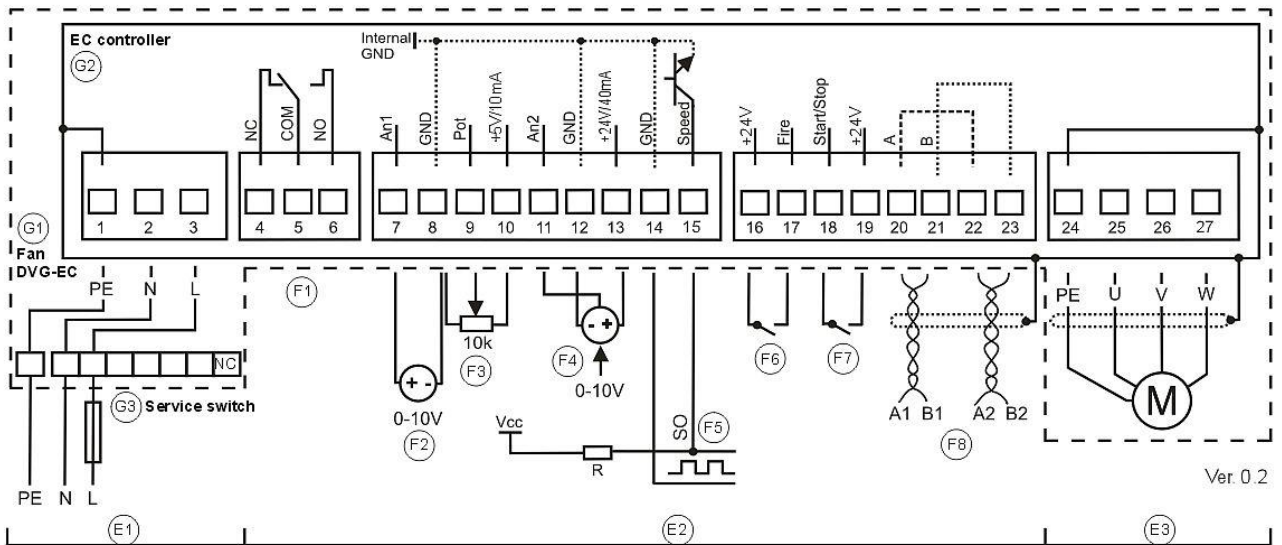 EC controller
G2
Internal
GND
NC
COM
NO
An1
GND
Pot
+5V/10mA
An2
GND
+24V/40mA
GND
Speed
+24V
Fire
Start/Stop
+24V
A
B
1 2 3
4 5 6
7 8 9 10 11 12 13 14 15
16 17 18 19 20 21 22 23
24 25 26 27
G1
Fan
DVG-EC
PE N L
F1
PE U V W
NC
G3 Service switch
10k
F3
F4
0-10V
F6
F7
M
0-10V
F2
Vcc
R
SO
F5
A1 B1 A2 B2
F8
PE N L
Ver. 0.2
E1
E2
E3